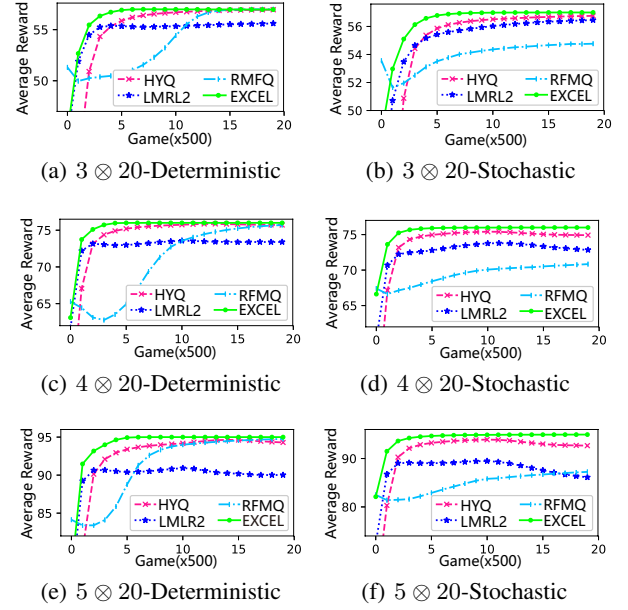 Average Reward
55
50
HYQ RMFQ
LMRL2 EXCEL
0 5 10 15 20
Game(x500)
(a) 3 ⊗ 20-Deterministic
Average Reward
56
54
52
50
HYQ RFMQ
LMRL2 EXCEL
0 5 10 15 20
Game(x500)
(b) 3 ⊗ 20-Stochastic
Average Reward
75
70
65
HYQ RFMQ
LMRL2 EXCEL
0 5 10 15 20
Game(x500)
(c) 4 ⊗ 20-Deterministic
Average Reward
75
70
65
HYQ RFMQ
LMRL2 EXCEL
0 5 10 15 20
Game(x500)
(d) 4 ⊗ 20-Stochastic
Average Reward
95
90
85
HYQ RFMQ
LMLR2 EXCEL
0 5 10 15 20
Game(x500)
(e) 5 ⊗ 20-Deterministic
Average Reward
90
80
HYQ RFMQ
LMRL2 EXCEL
0 5 10 15 20
Game(x500)
(f) 5 ⊗ 20-Stochastic